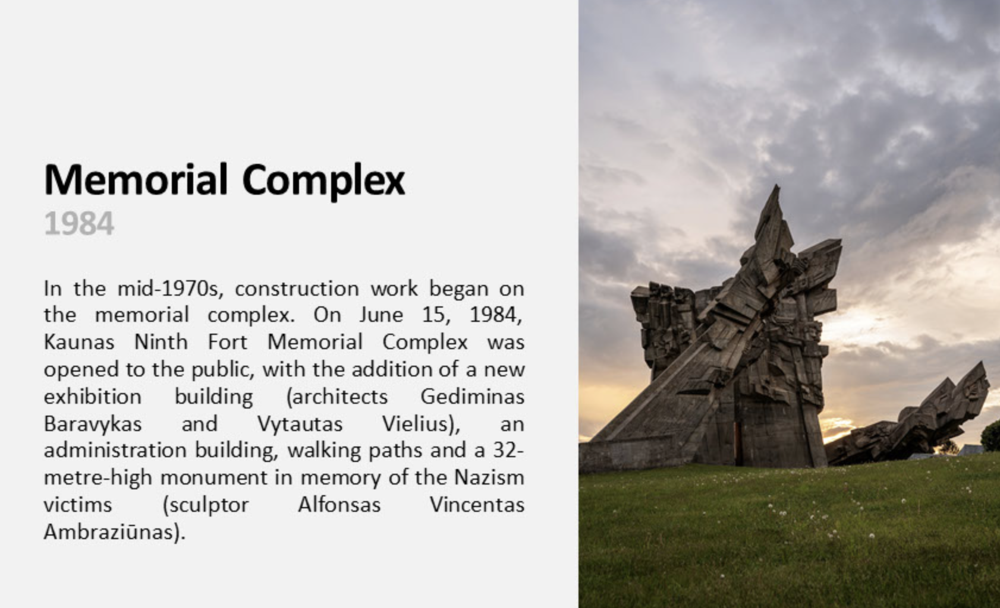 Memorial Complex
1984
In the mid-1970s, construction work began on
the memorial complex. On June 15, 1984,
Kaunas Ninth Fort Memorial Complex was
opened to the public, with the addition of a new
exhibition building (architects Gediminas
Baravykas and Vytautas Vielius), an
administration building, walking paths and a 32-
metre-high monument in memory of the Nazism
victims (sculptor Alfonsas Vincentas
Ambraziūnas).